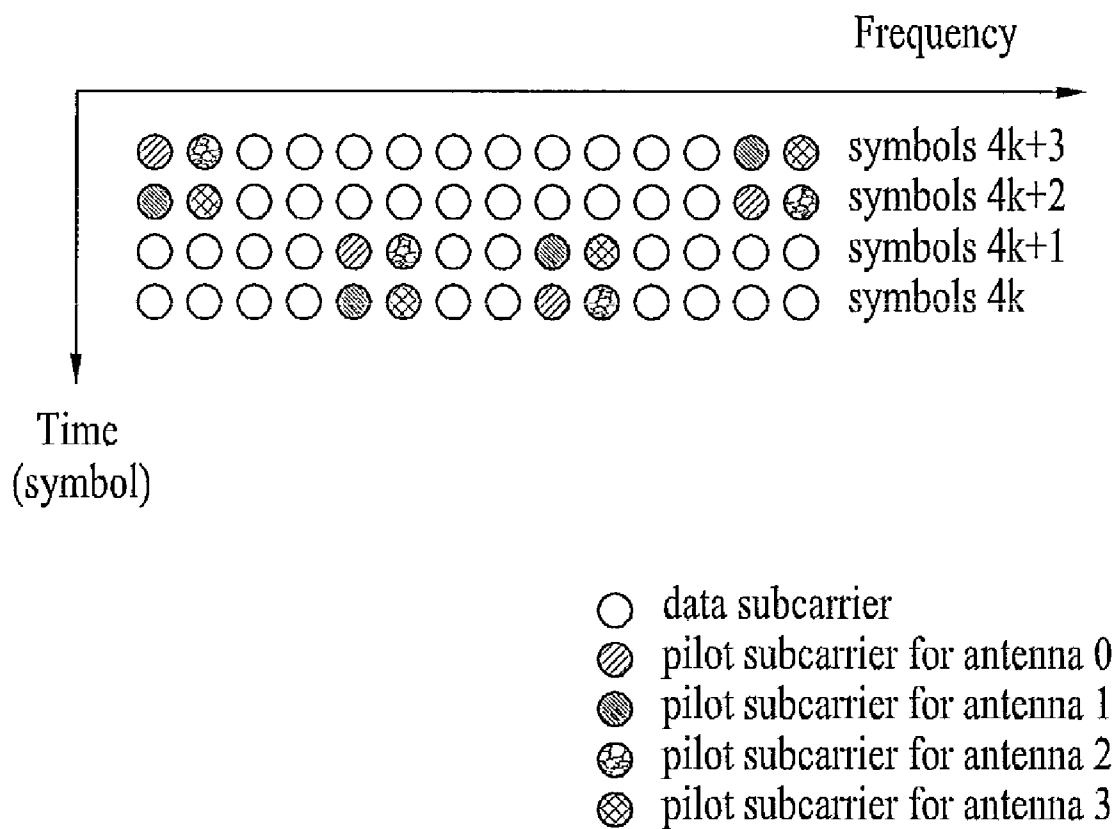 Frequency
symbols 4k+3
symbols 4k+2
symbols 4k+1
symbols 4k
Time
(symbol)
data subcarrier
pilot subcarrier for antenna 0
pilot subcarrier for antenna 1
pilot subcarrier for antenna 2
pilot subcarrier for antenna 3